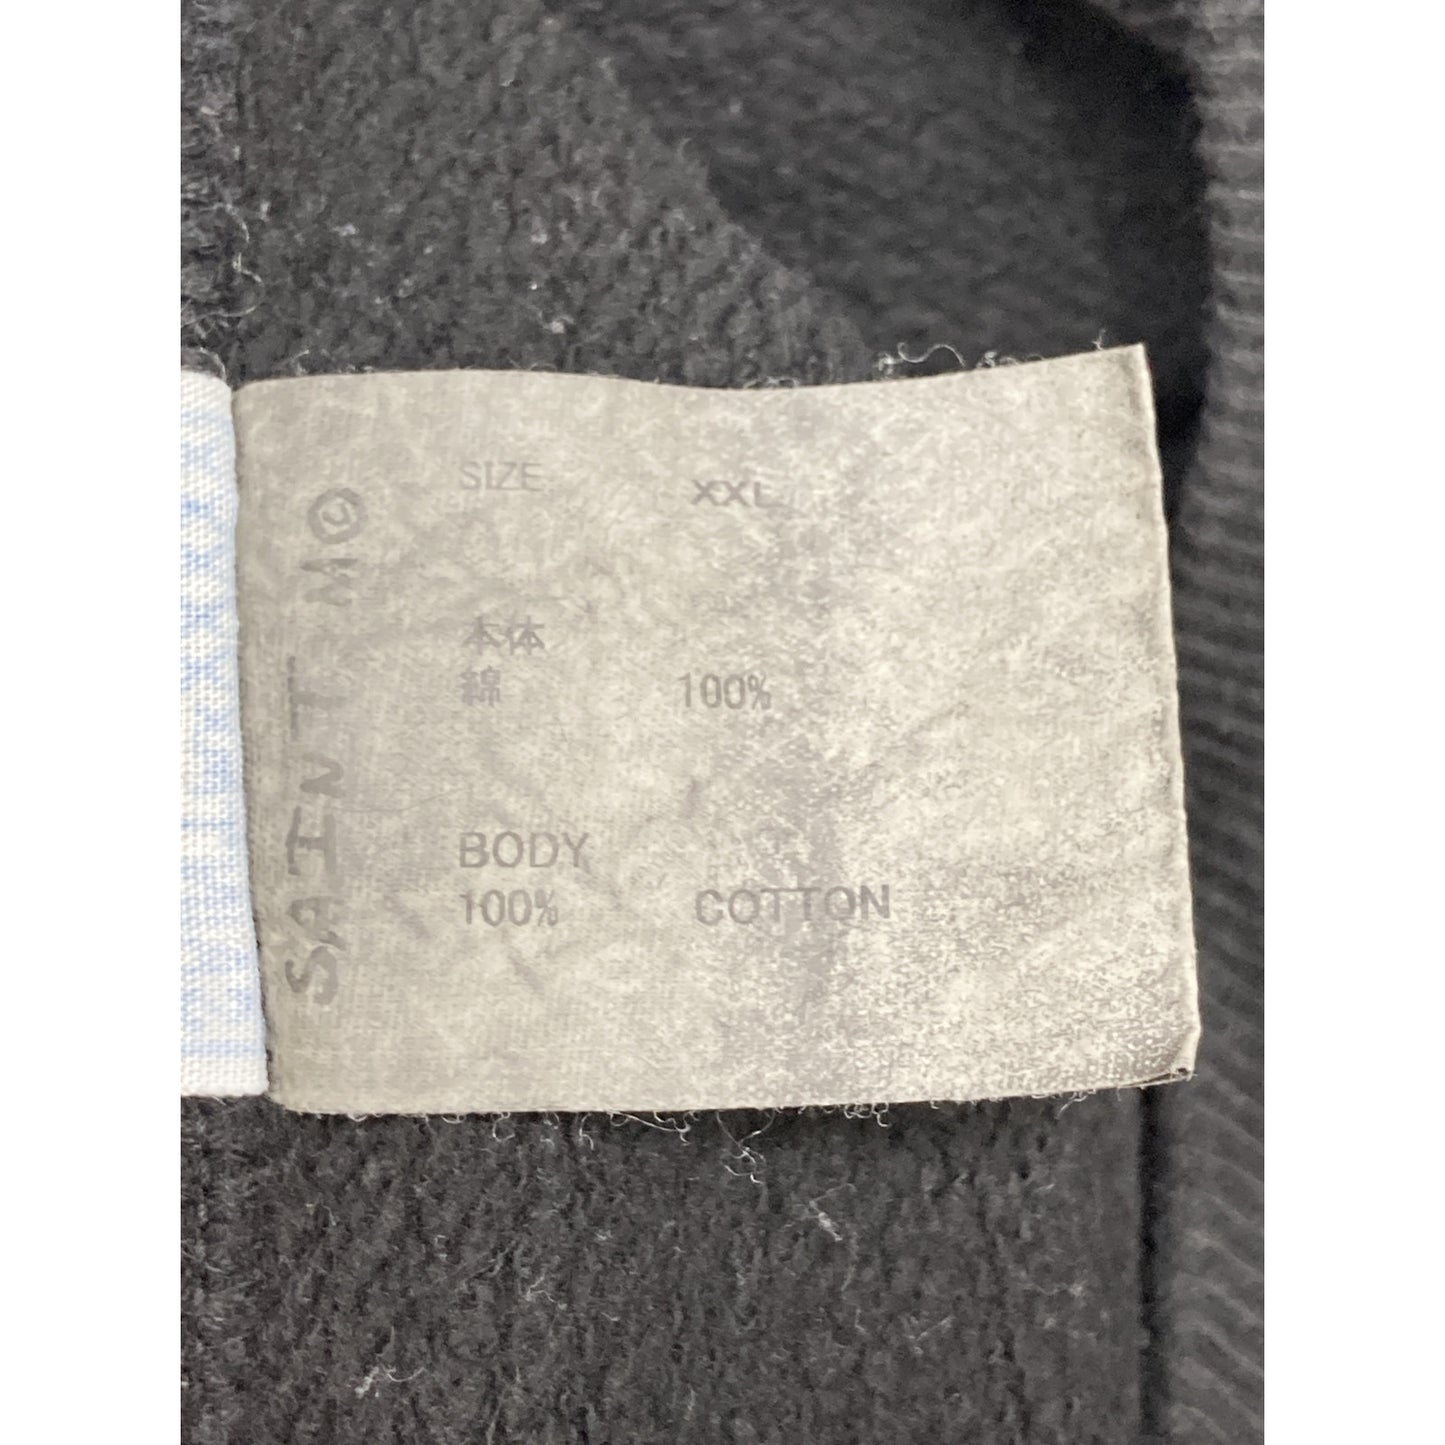 SAINT M
SIZE XXL
本体
綿 100%
BODY
100% COTTON